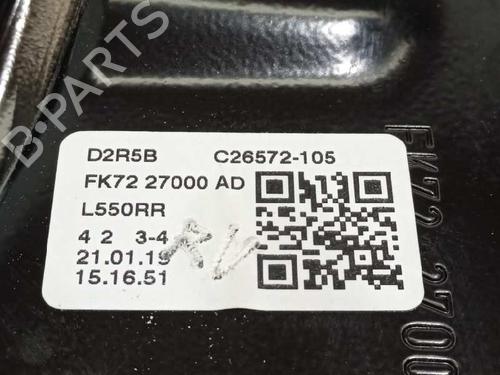 D2R5B C26572-105
FK72 27000 AD
L550RR
4 2 3-4
21.01.19
15.16.51
RV
FK72 2700
B-PARTS